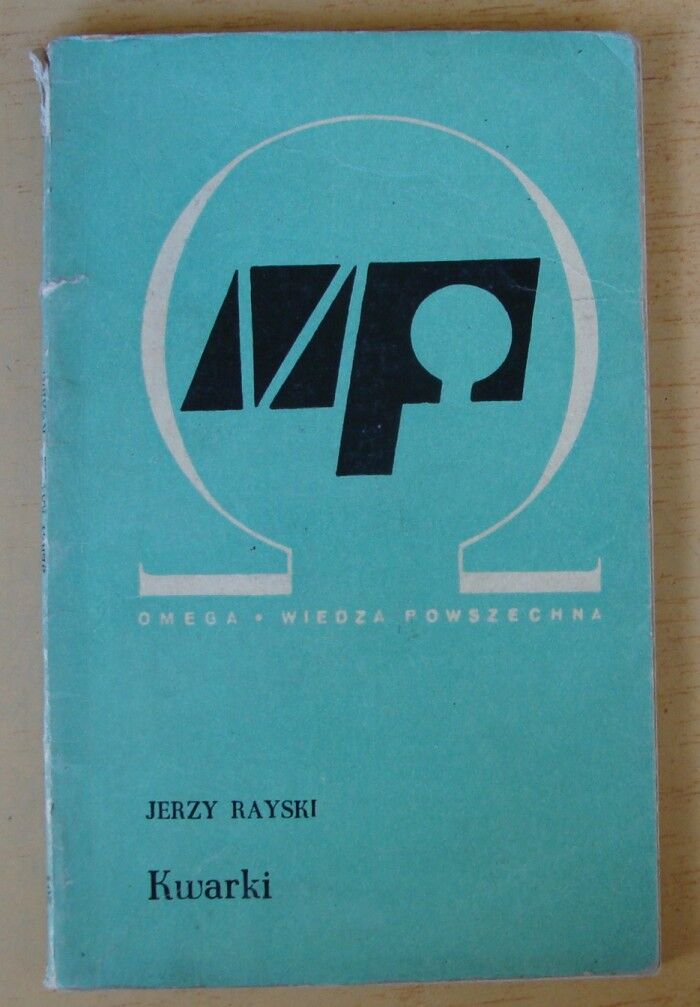 OMEGA • WIEDZA POWSZECHNA
JERZY RAYSKI
Kwarki